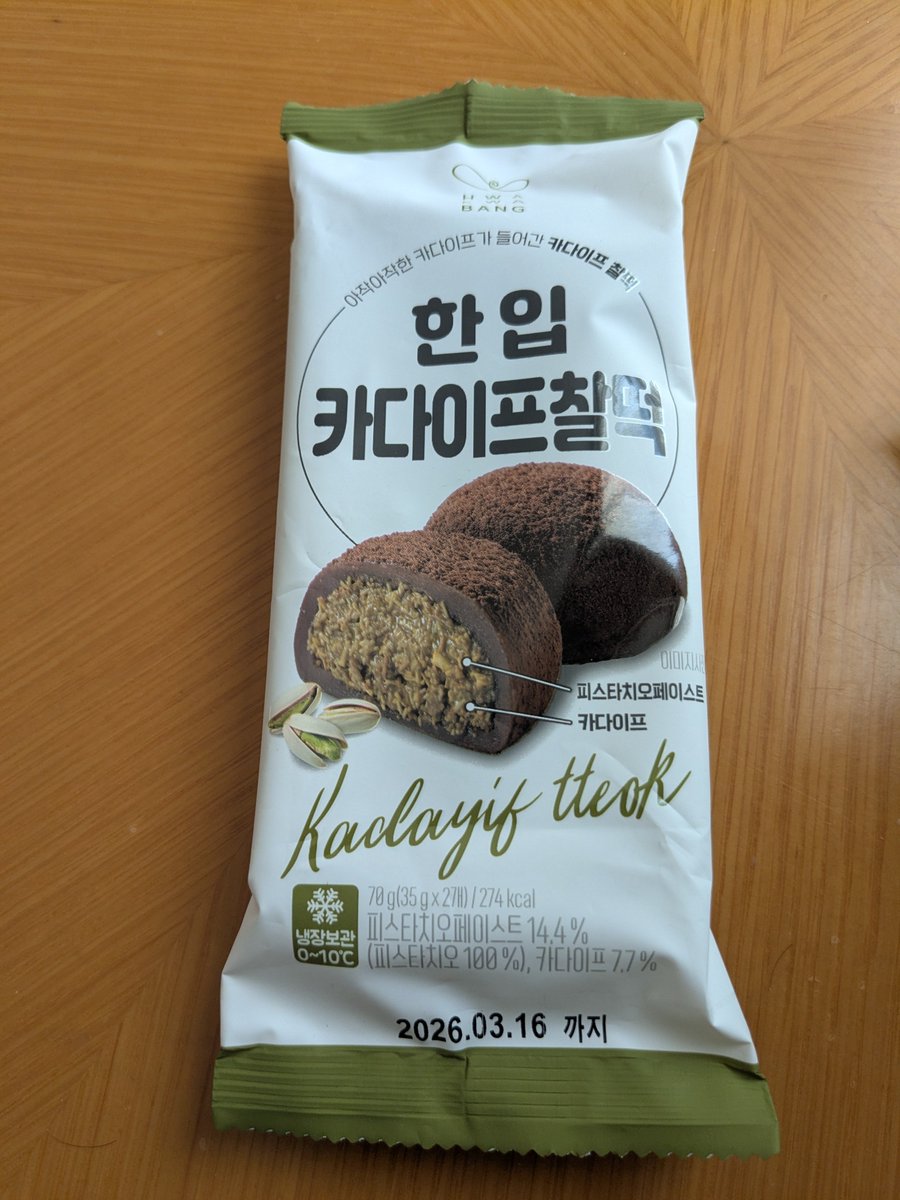 HWA
BANG
아작아작한 카다이프가 들어간 카다이프 찰떡
한입
카다이프찰떡
피스타치오페이스트
카다이프
Kadayif tteok
냉장보관
0~10℃
70 g(35 g x 2개) / 274 kcal
피스타치오페이스트 14.4 %
(피스타치오 100 %), 카다이프 7.7 %
2026.03.16 까지